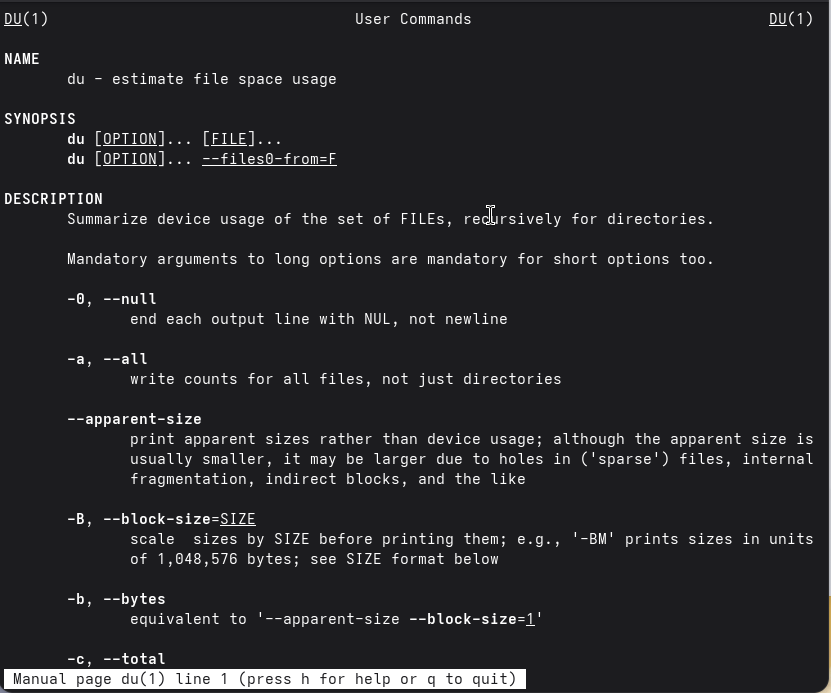 DU(1) User Commands DU(1)
NAME
du - estimate file space usage
SYNOPSIS
du [OPTION]... [FILE]...
du [OPTION]... --files0-from=F
DESCRIPTION
Summarize device usage of the set of FILEs, recursively for directories.
Mandatory arguments to long options are mandatory for short options too.
-0, --null
end each output line with NUL, not newline
-a, --all
write counts for all files, not just directories
--apparent-size
print apparent sizes rather than device usage; although the apparent size is
usually smaller, it may be larger due to holes in ('sparse') files, internal
fragmentation, indirect blocks, and the like
-B, --block-size=SIZE
scale  sizes by SIZE before printing them; e.g., '-BM' prints sizes in units
of 1,048,576 bytes; see SIZE format below
-b, --bytes
equivalent to '--apparent-size --block-size=1'
-c, --total
Manual page du(1) line 1 (press h for help or q to quit)